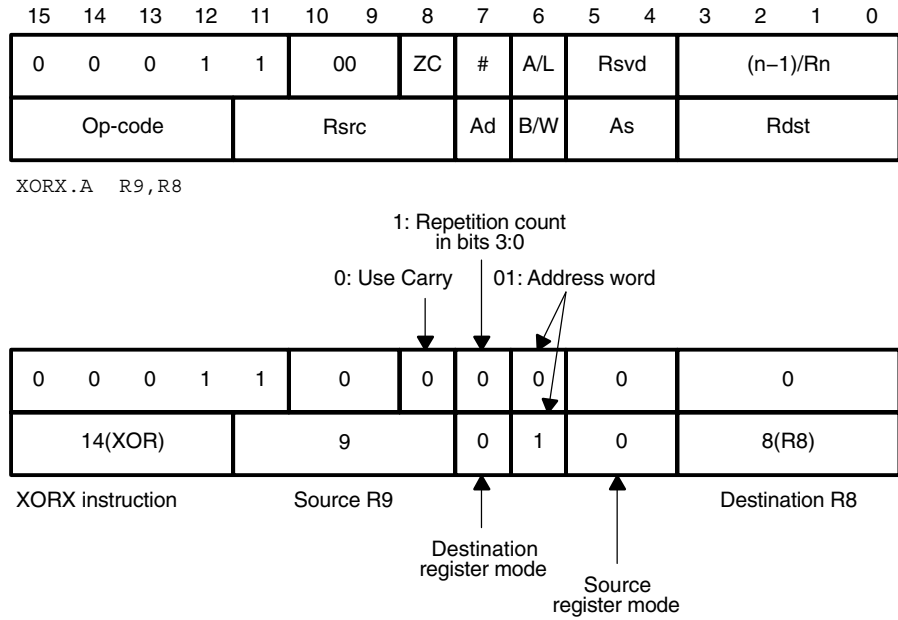 15 14 13 12 11 10 9 8 7 6 5 4 3 2 1 0
0 0 0 1 1 00 ZC # A/L Rsvd (n−1)/Rn
Op-code Rsrc Ad B/W As Rdst
XORX.A R9,R8
1: Repetition count
in bits 3:0
0: Use Carry 01: Address word
0 0 0 1 1 0 0 0 0 0 0
14(XOR) 9 0 1 0 8(R8)
XORX instruction Source R9 Destination R8
Destination
register mode
Source
register mode